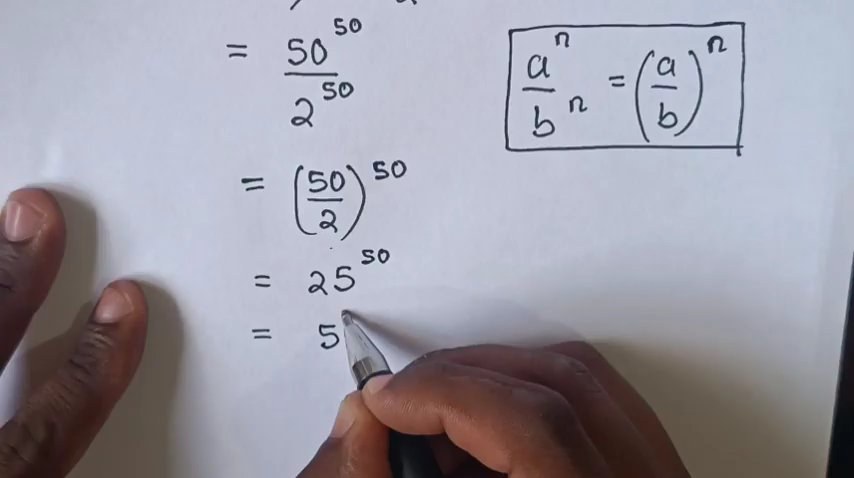 = 50^50 / 2^50
a^n / b^n = (a/b)^n
= (50/2)^50
= 25^50
= 5